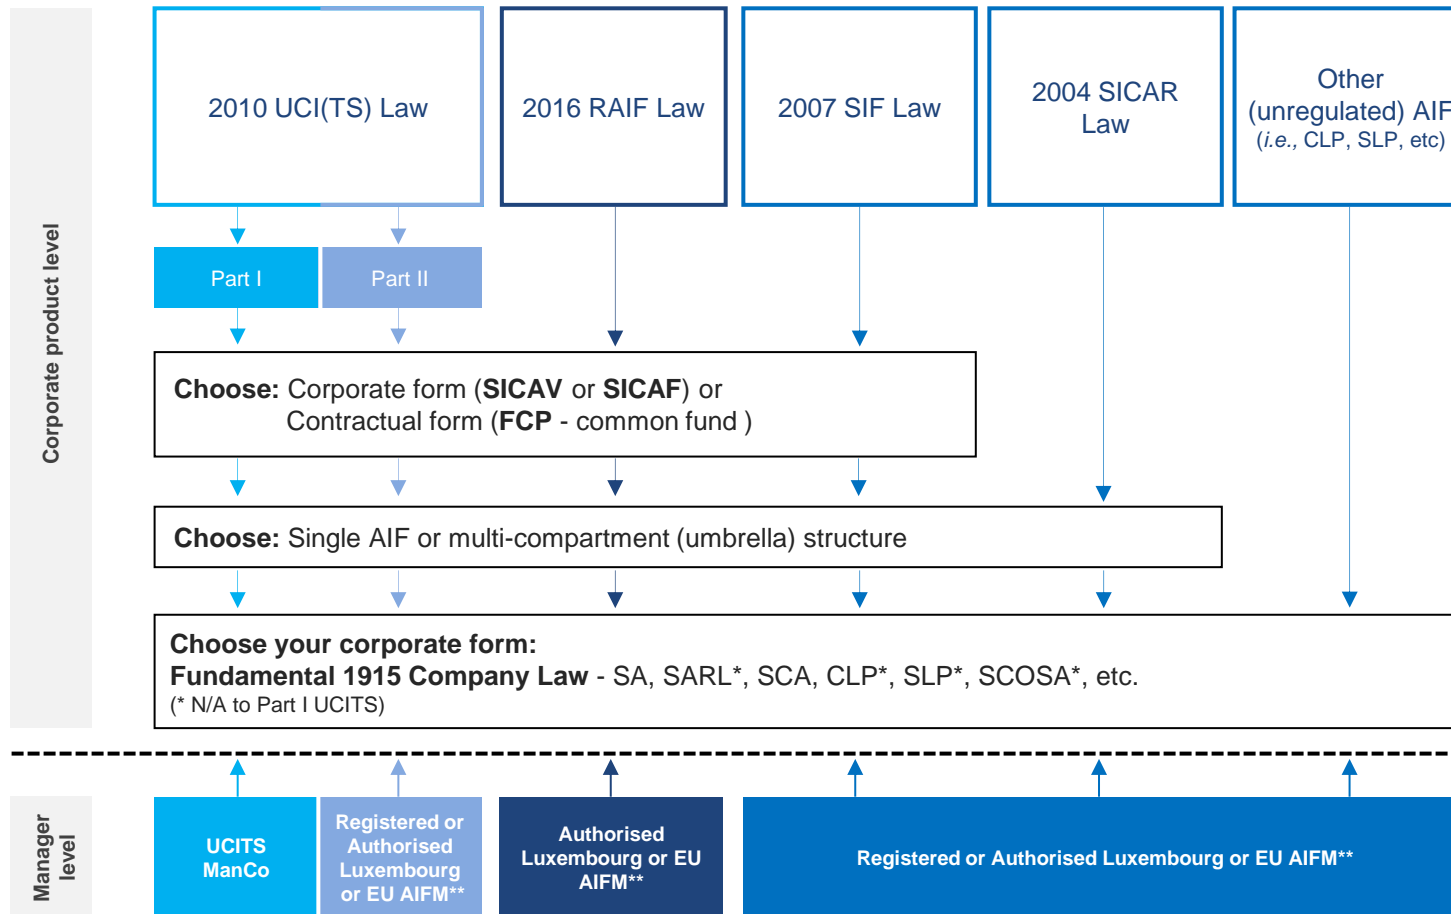 Corporate product level
2010 UCI(TS) Law
2016 RAIF Law
2007 SIF Law
2004 SICAR
Law
Other
(unregulated) AIF
(i.e., CLP, SLP, etc)
Part I
Part II
Choose: Corporate form (SICAV or SICAF) or
Contractual form (FCP - common fund )
Choose: Single AIF or multi-compartment (umbrella) structure
Choose your corporate form:
Fundamental 1915 Company Law - SA, SARL*, SCA, CLP*, SLP*, SCOSA*, etc.
(* N/A to Part I UCITS)
Manager
level
UCITS
ManCo
Registered or
Authorised
Luxembourg
or EU AIFM**
Authorised
Luxembourg or EU
AIFM**
Registered or Authorised Luxembourg or EU AIFM**